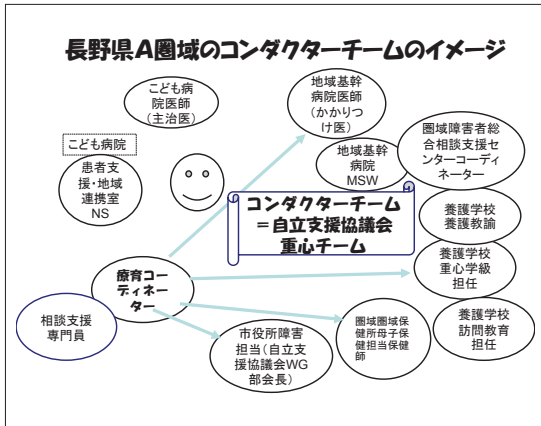 長野県A圏域のコンダクターチームのイメージ
こども病
院医師
（主治医）
地域基幹
病院医師
（かかりつ
け医）
こども病院
患者支
援・地域
連携室
NS
地域基幹
病院
MSW
圏域障害者総
合相談支援セ
ンターコーディ
ネーター
コンダクターチーム
＝自立支援協議会
重心チーム
養護学校
養護教諭
養護学校
重心学級
担任
療育コー
ディネー
ター
相談支援
専門員
市役所障害
担当（自立支
援協議会WG
部会長）
圏域圏域保
健所母子保
健担当保健
師
養護学校
訪問教育
担任